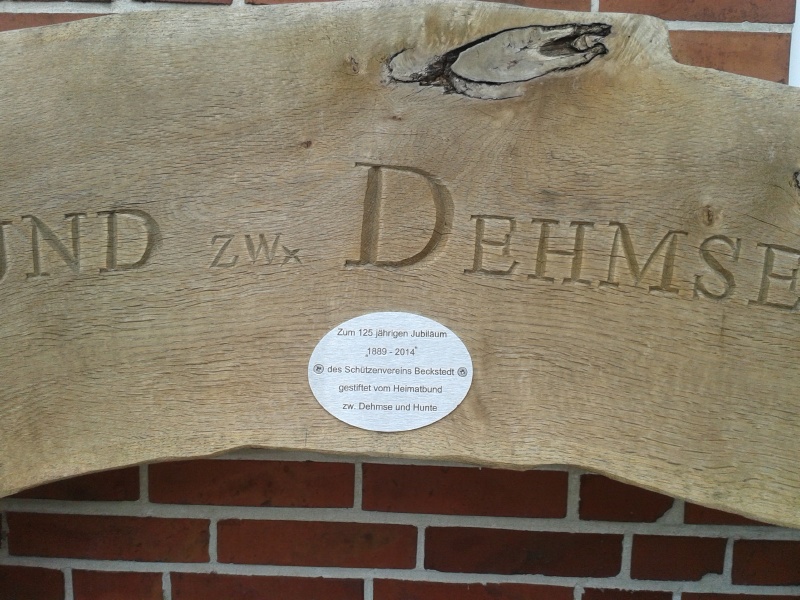 UND zwx DEHMSE
Zum 125 jährigen Jubiläum
"1889 - 2014"
des Schützenvereins Beckstedt
gestiftet vom Heimatbund
zw. Dehmse und Hunte